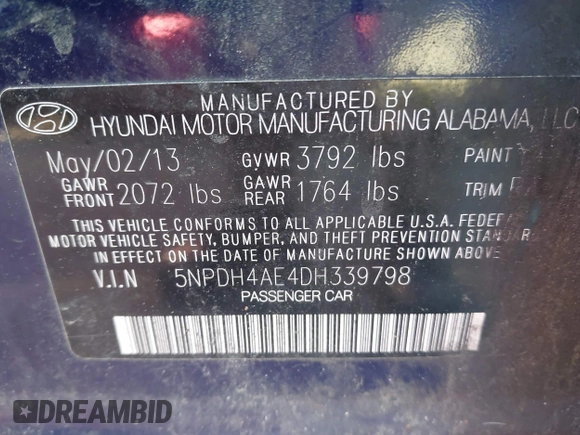 MANUFACTURED BY
HYUNDAI MOTOR MANUFACTURING ALABAMA, LLC
May/02/13 GVWR 3792 lbs PAINT
GAWR FRONT 2072 lbs GAWR REAR 1764 lbs TRIM
THIS VEHICLE CONFORMS TO ALL APPLICABLE U.S.A. FEDERA
MOTOR VEHICLE SAFETY, BUMPER, AND THEFT PREVENTION STANDAR
IN EFFECT ON THE DATE OF MANUFACTURE SHOWN ABOVE.
V.I.N 5NPDH4AE4DH339798
PASSENGER CAR
DREAMBID